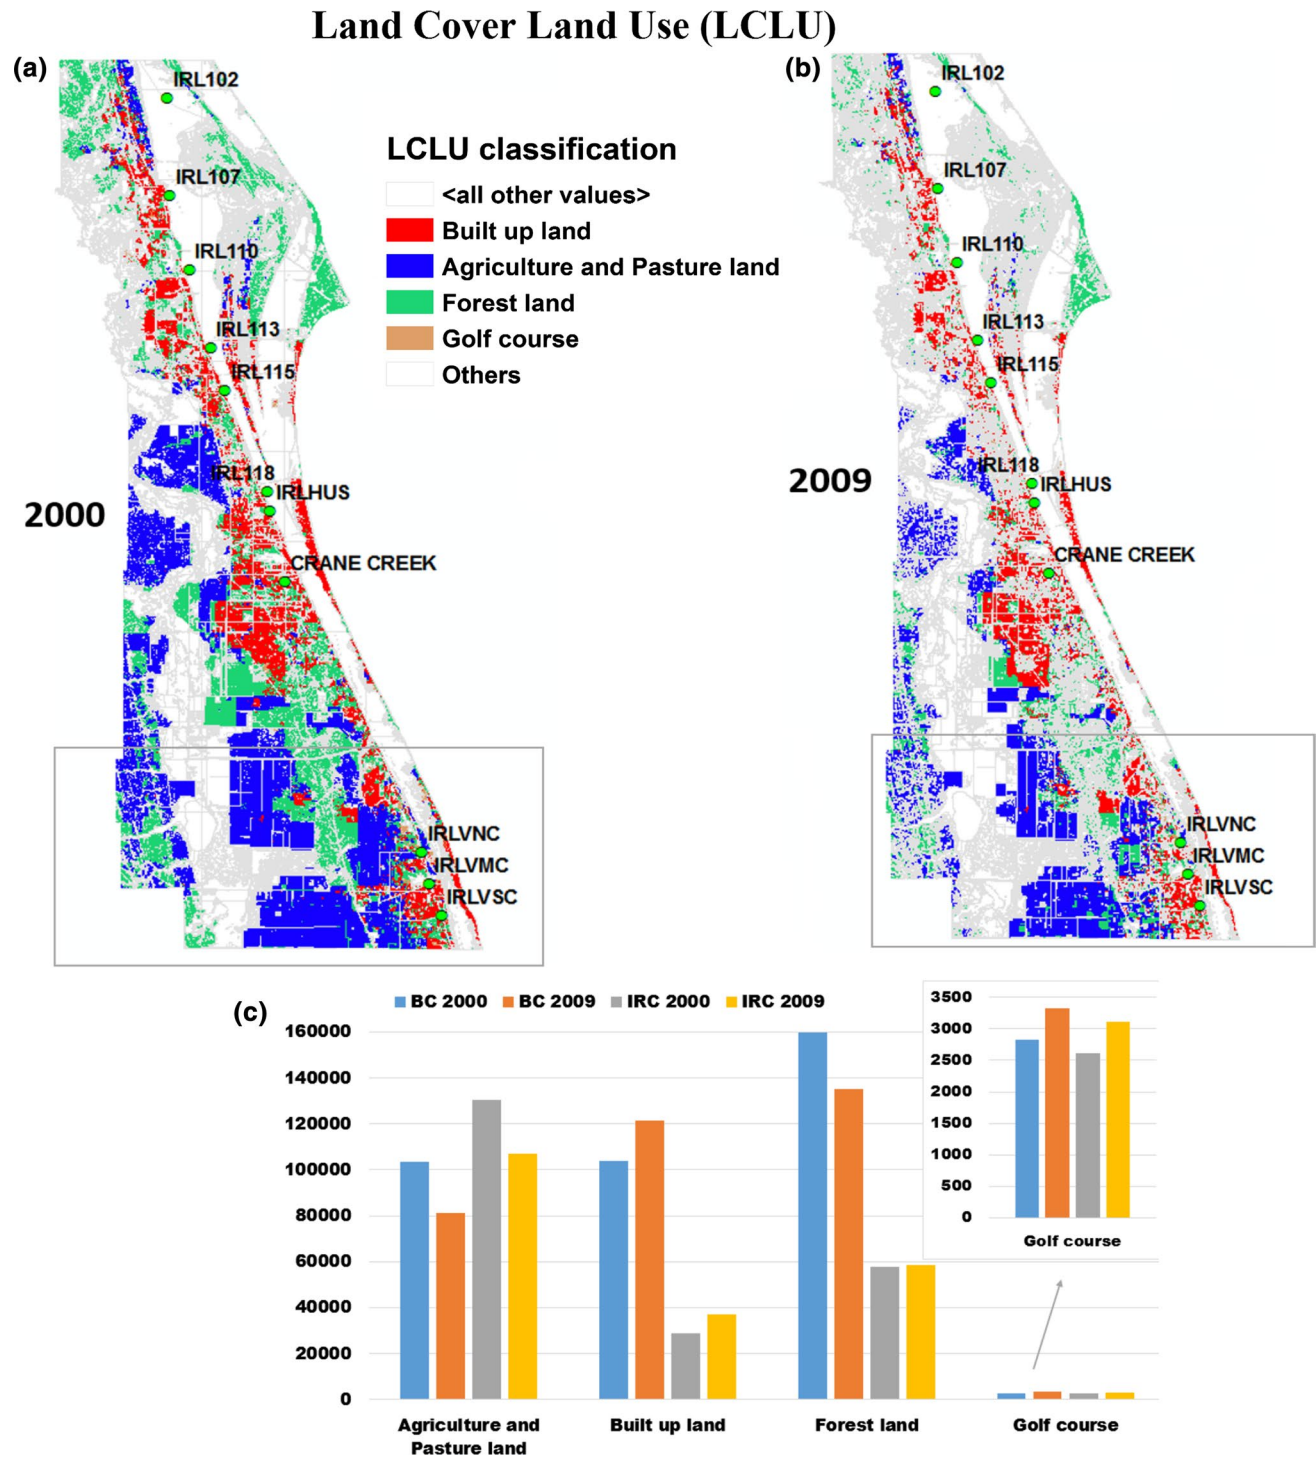 Land Cover Land Use (LCLU)
(a)
IRL102
IRL107
IRL110
IRL113
IRL115
IRL118
IRLHUS
2000
CRANE CREEK
IRLVNC
IRLVMC
IRLVSC
LCLU classification
<all other values>
Built up land
Agriculture and Pasture land
Forest land
Golf course
Others
(b)
IRL102
IRL107
IRL110
IRL113
IRL115
IRL118
IRLHUS
2009
CRANE CREEK
IRLVNC
IRLVMC
IRLVSC
(c)
BC 2000 BC 2009 IRC 2000 IRC 2009
160000
140000
120000
100000
80000
60000
40000
20000
0
Agriculture and
Pasture land
Built up land
Forest land
Golf course
3500
3000
2500
2000
1500
1000
500
0
Golf course